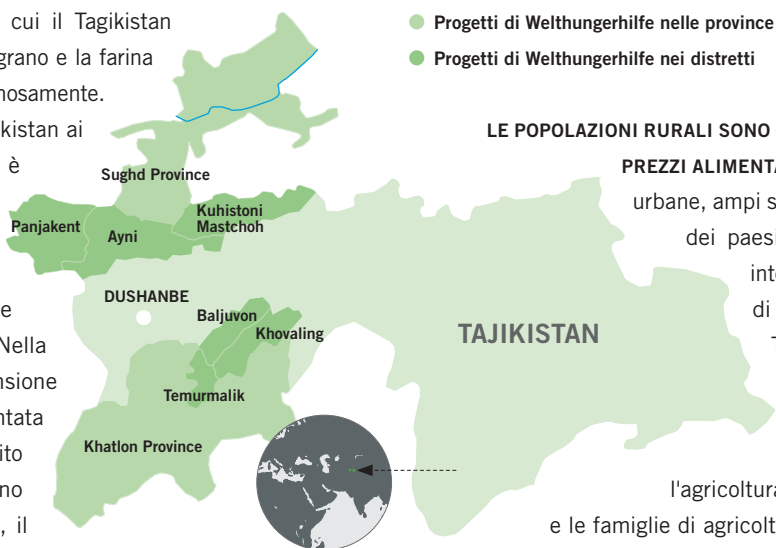 cui il Tagikistan
grano e la farina
nosamente.
kistan ai
è
e
Nella
nsione
ntata
ito
no
, il
Progetti di Welthungerhilfe nelle province
Progetti di Welthungerhilfe nei distretti
Sughd Province
Panjakent
Ayni
Kuhistoni
Mastchoh
DUSHANBE
Baljuvon
Khovaling
Temurmalik
Khatlon Province
TAJIKISTAN
LE POPOLAZIONI RURALI SONO
PREZZI ALIMENTA
urbane, ampi s
dei paesi
inte
di
T
l'agricoltura
e le famiglie di agricolt